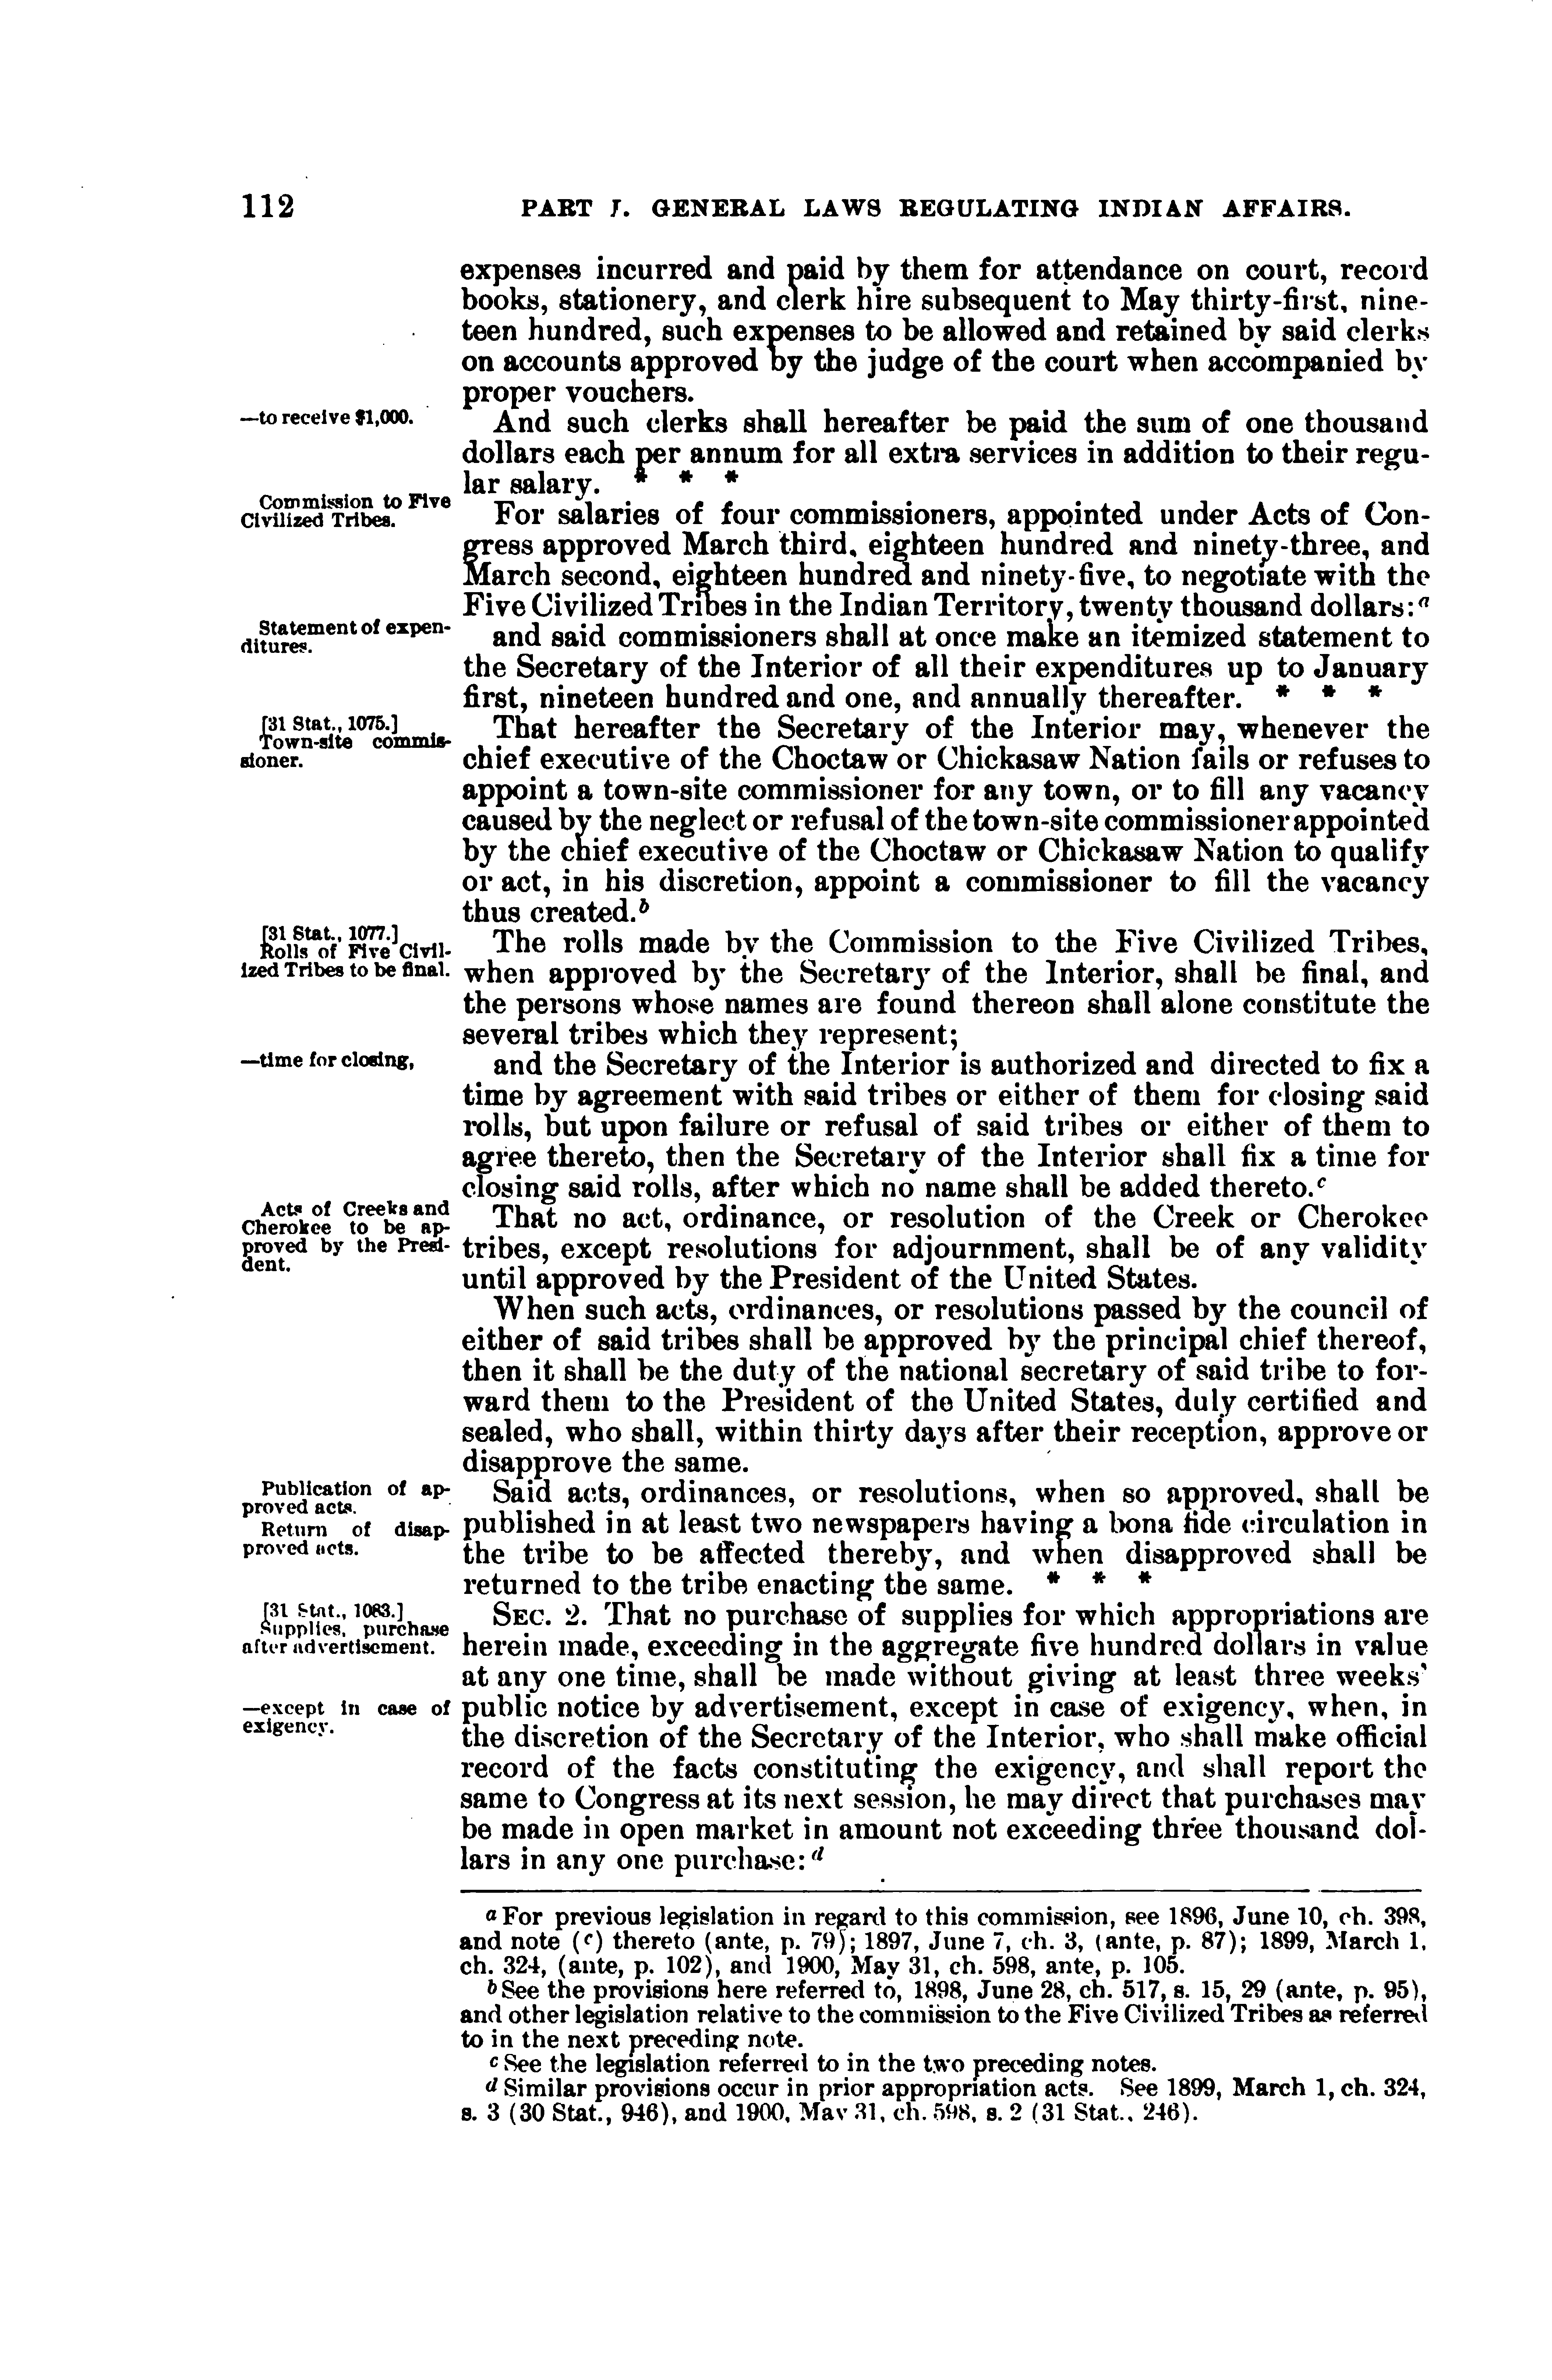 112
PART I. GENERAL LAWS REGULATING INDIAN AFFAIRS.
expenses incurred and paid by them for attendance on court, record
books, stationery, and clerk hire subsequent to May thirty-first, nine-
teen hundred, such expenses to be allowed and retained by said clerks
on accounts approved by the judge of the court when accompanied by
proper vouchers.
—to receive $1,000.
And such clerks shall hereafter be paid the sum of one thousand
dollars each per annum for all extra services in addition to their regu-
lar salary. * * *
Commission to Five
Civilized Tribes.
For salaries of four commissioners, appointed under Acts of Con-
gress approved March third, eighteen hundred and ninety-three, and
March second, eighteen hundred and ninety-five, to negotiate with the
Five Civilized Tribes in the Indian Territory, twenty thousand dollars:a
Statement of expen-
ditures.
and said commissioners shall at once make an itemized statement to
the Secretary of the Interior of all their expenditures up to January
first, nineteen hundred and one, and annually thereafter. * * *
[31 Stat., 1075.]
Town-site commis-
sioner.
That hereafter the Secretary of the Interior may, whenever the
chief executive of the Choctaw or Chickasaw Nation fails or refuses to
appoint a town-site commissioner for any town, or to fill any vacancy
caused by the neglect or refusal of the town-site commissioner appointed
by the chief executive of the Choctaw or Chickasaw Nation to qualify
or act, in his discretion, appoint a commissioner to fill the vacancy
thus created.b
[31 Stat., 1077.]
Rolls of Five Civil-
ized Tribes to be final.
The rolls made by the Commission to the Five Civilized Tribes,
when approved by the Secretary of the Interior, shall be final, and
the persons whose names are found thereon shall alone constitute the
several tribes which they represent;
—time for closing,
and the Secretary of the Interior is authorized and directed to fix a
time by agreement with said tribes or either of them for closing said
rolls, but upon failure or refusal of said tribes or either of them to
agree thereto, then the Secretary of the Interior shall fix a time for
closing said rolls, after which no name shall be added thereto.c
Acts of Creeks and
Cherokee to be ap-
proved by the Presi-
dent.
That no act, ordinance, or resolution of the Creek or Cherokee
tribes, except resolutions for adjournment, shall be of any validity
until approved by the President of the United States.
When such acts, ordinances, or resolutions passed by the council of
either of said tribes shall be approved by the principal chief thereof,
then it shall be the duty of the national secretary of said tribe to for-
ward them to the President of the United States, duly certified and
sealed, who shall, within thirty days after their reception, approve or
disapprove the same.
Publication of ap-
proved acts.
Return of disap-
proved acts.
Said acts, ordinances, or resolutions, when so approved, shall be
published in at least two newspapers having a bona fide circulation in
the tribe to be affected thereby, and when disapproved shall be
returned to the tribe enacting the same. * * *
[31 Stat., 1083.]
Supplies, purchase
after advertisement.
SEC. 2. That no purchase of supplies for which appropriations are
herein made, exceeding in the aggregate five hundred dollars in value
at any one time, shall be made without giving at least three weeks'
—except in case of
exigency.
public notice by advertisement, except in case of exigency, when, in
the discretion of the Secretary of the Interior, who shall make official
record of the facts constituting the exigency, and shall report the
same to Congress at its next session, he may direct that purchases may
be made in open market in amount not exceeding three thousand dol-
lars in any one purchase:d
a For previous legislation in regard to this commission, see 1896, June 10, ch. 398,
and note (c) thereto (ante, p. 79); 1897, June 7, ch. 3, (ante, p. 87); 1899, March 1,
ch. 324, (ante, p. 102), and 1900, May 31, ch. 598, ante, p. 105.
b See the provisions here referred to, 1898, June 28, ch. 517, s. 15, 29 (ante, p. 95),
and other legislation relative to the commission to the Five Civilized Tribes as referred
to in the next preceding note.
c See the legislation referred to in the two preceding notes.
d Similar provisions occur in prior appropriation acts. See 1899, March 1, ch. 324,
s. 3 (30 Stat., 946), and 1900, May 31, ch. 598, s. 2 (31 Stat., 246).